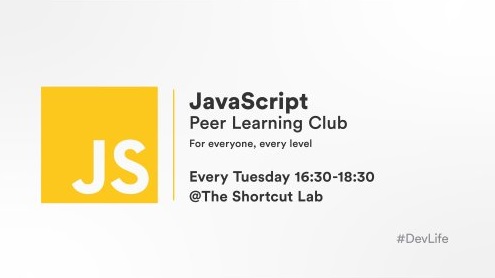 JS
JavaScript
Peer Learning Club
For everyone, every level
Every Tuesday 16:30-18:30
@The Shortcut Lab
#DevLife